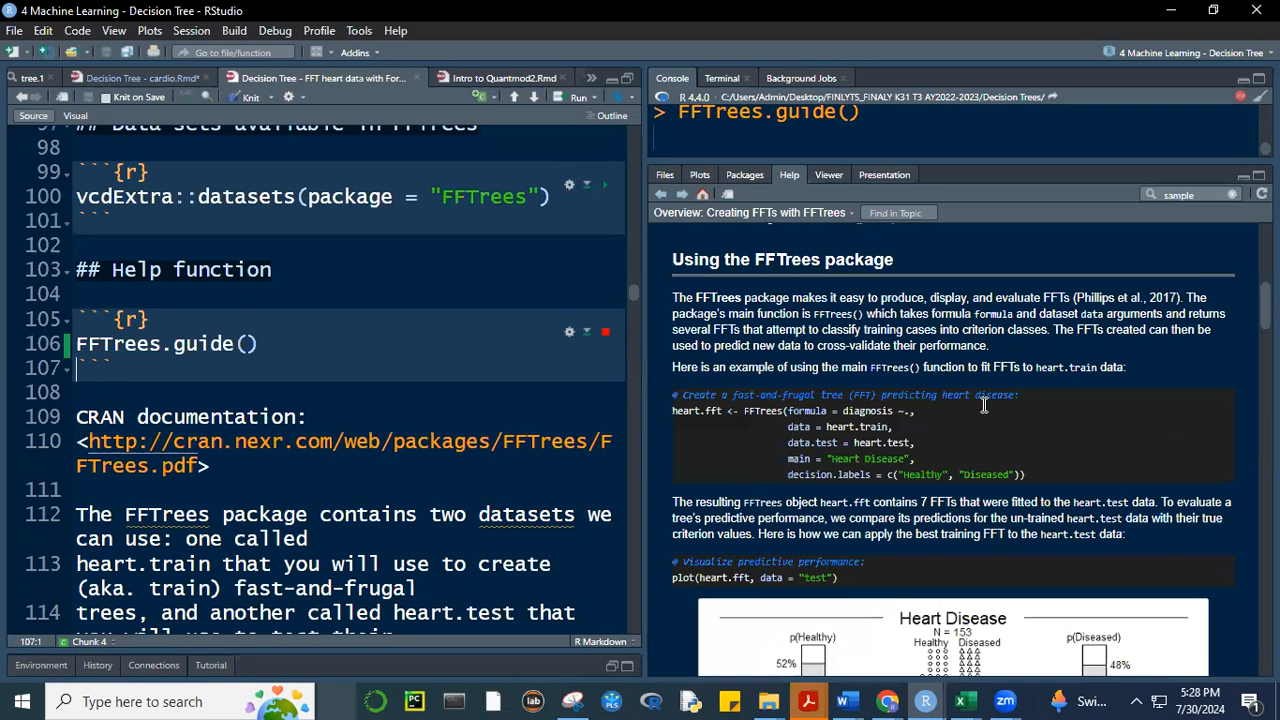 4 Machine Learning - Decision Tree - RStudio
File Edit Code View Plots Session Build Debug Profile Tools Help
Go to file/function Addins 4 Machine Learning - Decision Tree
tree.1 Decision Tree - cardio.Rmd* Decision Tree - FFT heart data with For... Intro to Quantmod2.Rmd
Knit on Save Knit Run
Source Visual Outline
97 ## Data sets available in FFTrees
98
99 ```{r}
100 vcdExtra::datasets(package = "FFTrees")
101 ```
102
103 ## Help function
104
105 ```{r}
106 FFTrees.guide()
107 ```
108
109 CRAN documentation:
110 <http://cran.nexr.com/web/packages/FFTrees/F
FTrees.pdf>
111
112 The FFTrees package contains two datasets we
can use: one called
113 heart.train that you will use to create
(aka. train) fast-and-frugal
114 trees, and another called heart.test that
you will use to test their
107:1 Chunk 4 R Markdown
Environment History Connections Tutorial
Console Terminal Background Jobs
R 4.4.0 · C:/Users/Admin/Desktop/FINLYTS_FINALY K31 T3 AY2022-2023/Decision Trees/
> FFTrees.guide()
Files Plots Packages Help Viewer Presentation
sample
Overview: Creating FFTs with FFTrees Find in Topic
Using the FFTrees package
The FFTrees package makes it easy to produce, display, and evaluate FFTs (Phillips et al., 2017). The
package's main function is FFTrees() which takes formula formula and dataset data arguments and returns
several FFTs that attempt to classify training cases into criterion classes. The FFTs created can then be
used to predict new data to cross-validate their performance.
Here is an example of using the main FFTrees() function to fit FFTs to heart.train data:
# Create a fast-and-frugal tree (FFT) predicting heart disease:
heart.fft <- FFTrees(formula = diagnosis ~.,
data = heart.train,
data.test = heart.test,
main = "Heart Disease",
decision.labels = c("Healthy", "Diseased"))
The resulting FFTrees object heart.fft contains 7 FFTs that were fitted to the heart.test data. To evaluate a
tree's predictive performance, we compare its predictions for the un-trained heart.test data with their true
criterion values. Here is how we can apply the best training FFT to the heart.test data:
# Visualize predictive performance:
plot(heart.fft, data = "test")
Heart Disease
N = 153
p(Healthy) Healthy Diseased p(Diseased)
52% 48%
Type here to search
Swi...
5:28 PM
7/30/2024